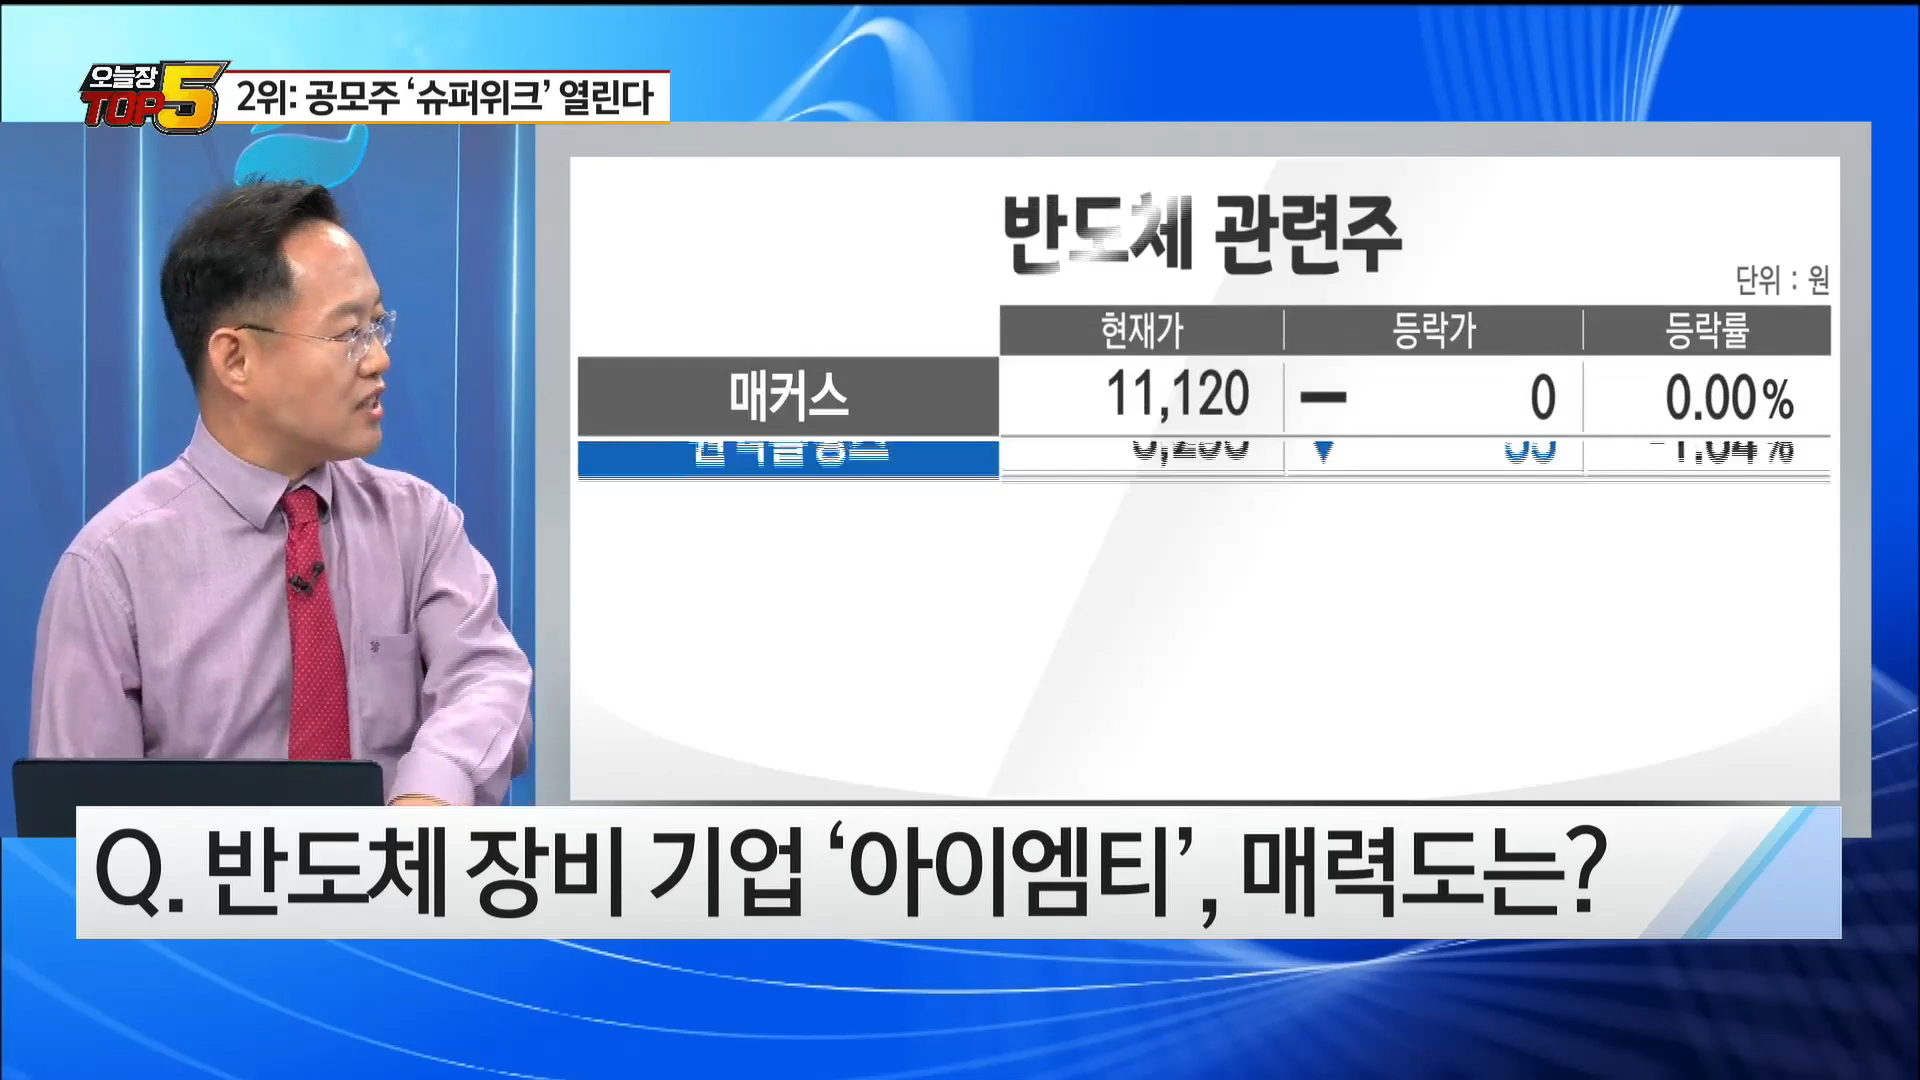 오늘장
TOP5
2위: 공모주 ‘슈퍼위크’ 열린다
반도체 관련주
단위 : 원
현재가 등락가 등락률
매커스 11,120 0 0.00%
Q. 반도체 장비 기업 ‘아이엠티’, 매력도는?